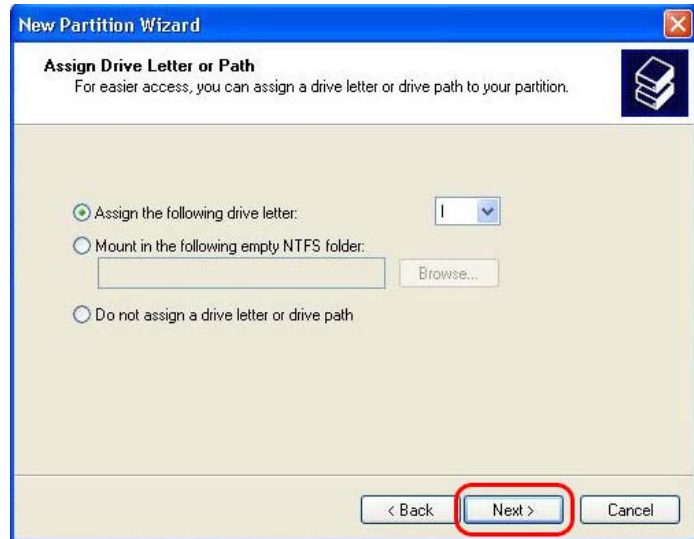 New Partition Wizard
Assign Drive Letter or Path
For easier access, you can assign a drive letter or drive path to your partition.
Assign the following drive letter: I
Mount in the following empty NTFS folder:
Browse...
Do not assign a drive letter or drive path
< Back Next > Cancel